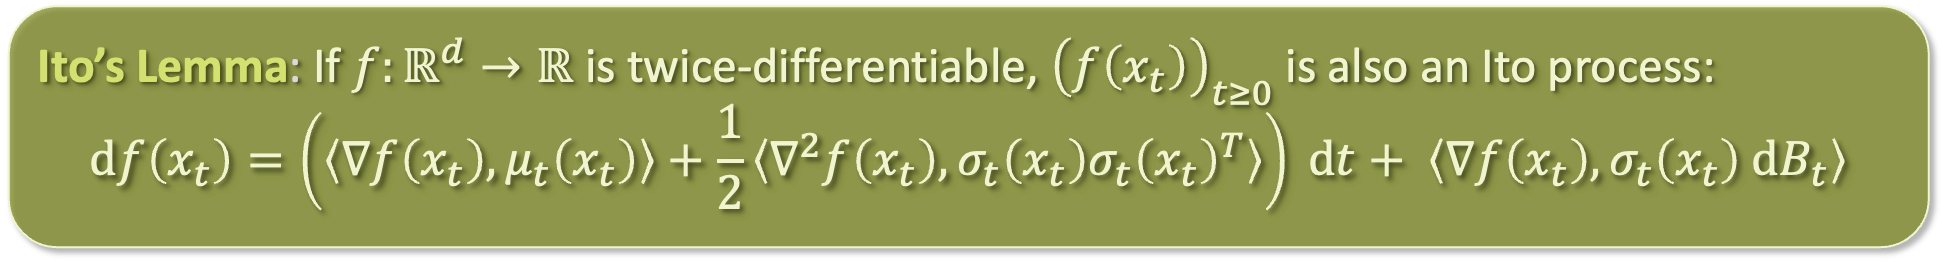 Ito's Lemma: If 𝑓: ℝ^𝑑 → ℝ is twice-differentiable, (𝑓(𝑥_𝑡))_{𝑡≥0} is also an Ito process:
d𝑓(𝑥_𝑡) = (⟨∇𝑓(𝑥_𝑡), 𝜇_𝑡(𝑥_𝑡)⟩ + 1/2 ⟨∇²𝑓(𝑥_𝑡), 𝜎_𝑡(𝑥_𝑡)𝜎_𝑡(𝑥_𝑡)^𝑇⟩) d𝑡 + ⟨∇𝑓(𝑥_𝑡), 𝜎_𝑡(𝑥_𝑡) d𝐵_𝑡⟩